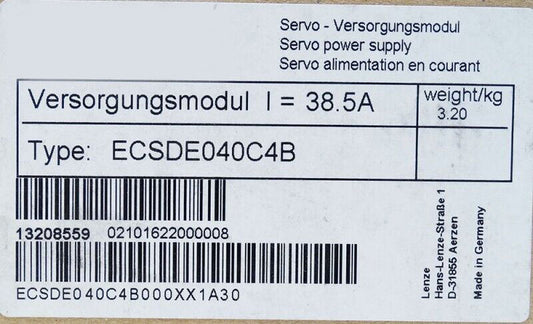 Servo - Versorgungsmodul
Servo power supply
Servo alimentation en courant
Versorgungsmodul I = 38.5A
weight/kg
3.20
Type: ECSDE040C4B
13208559 02101622000008
ECSDE040C4B000XX1A30
Lenze
Hans-Lenze-Straße 1
D-31855 Aerzen
Made in Germany